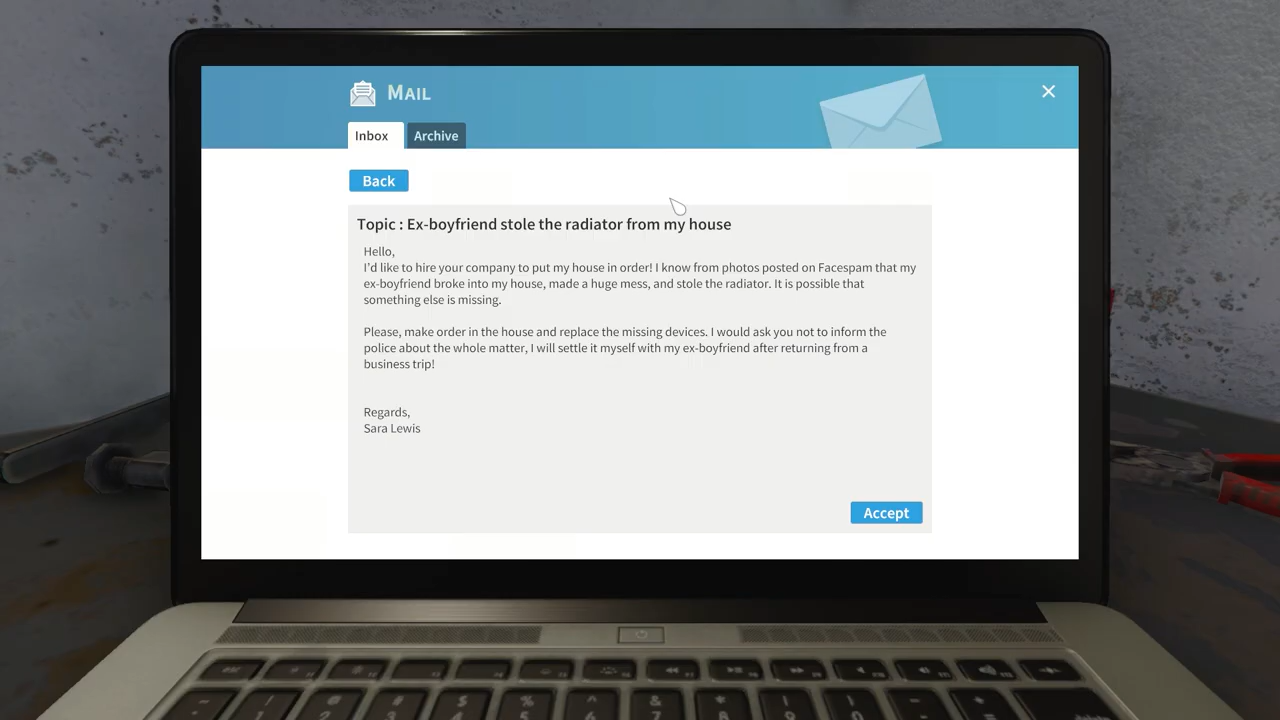 MAIL
Inbox
Archive
Back
Topic : Ex-boyfriend stole the radiator from my house
Hello,
I'd like to hire your company to put my house in order! I know from photos posted on Facespam that my
ex-boyfriend broke into my house, made a huge mess, and stole the radiator. It is possible that
something else is missing.
Please, make order in the house and replace the missing devices. I would ask you not to inform the
police about the whole matter, I will settle it myself with my ex-boyfriend after returning from a
business trip!
Regards,
Sara Lewis
Accept